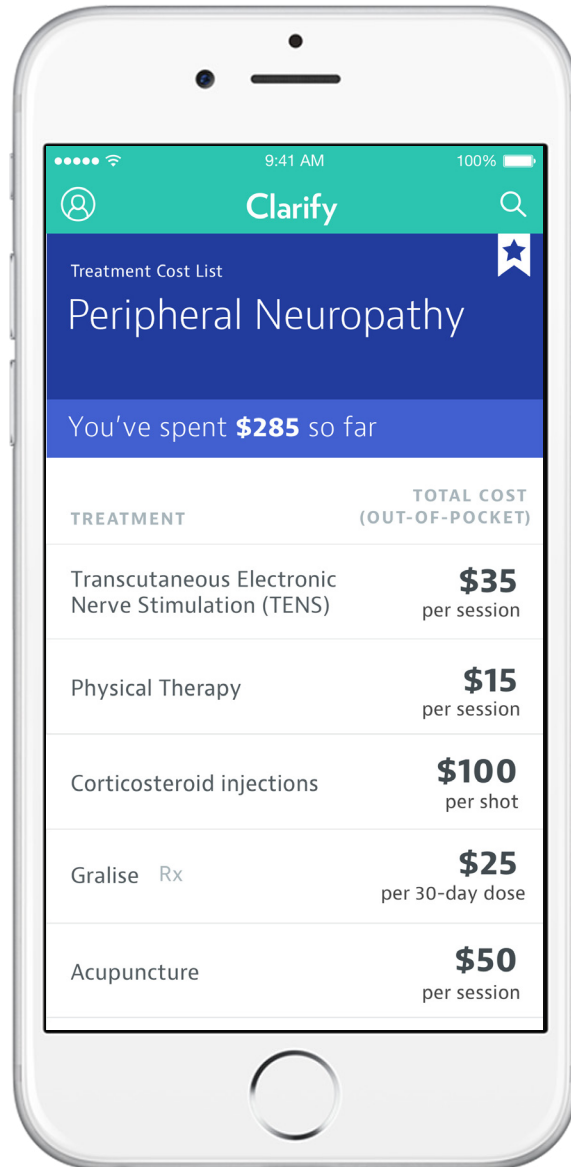 9:41 AM 100%
Clarify
Treatment Cost List
Peripheral Neuropathy
You've spent $285 so far
TREATMENT
TOTAL COST
(OUT-OF-POCKET)
Transcutaneous Electronic
Nerve Stimulation (TENS)
$35
per session
Physical Therapy
$15
per session
Corticosteroid injections
$100
per shot
Gralise Rx
$25
per 30-day dose
Acupuncture
$50
per session